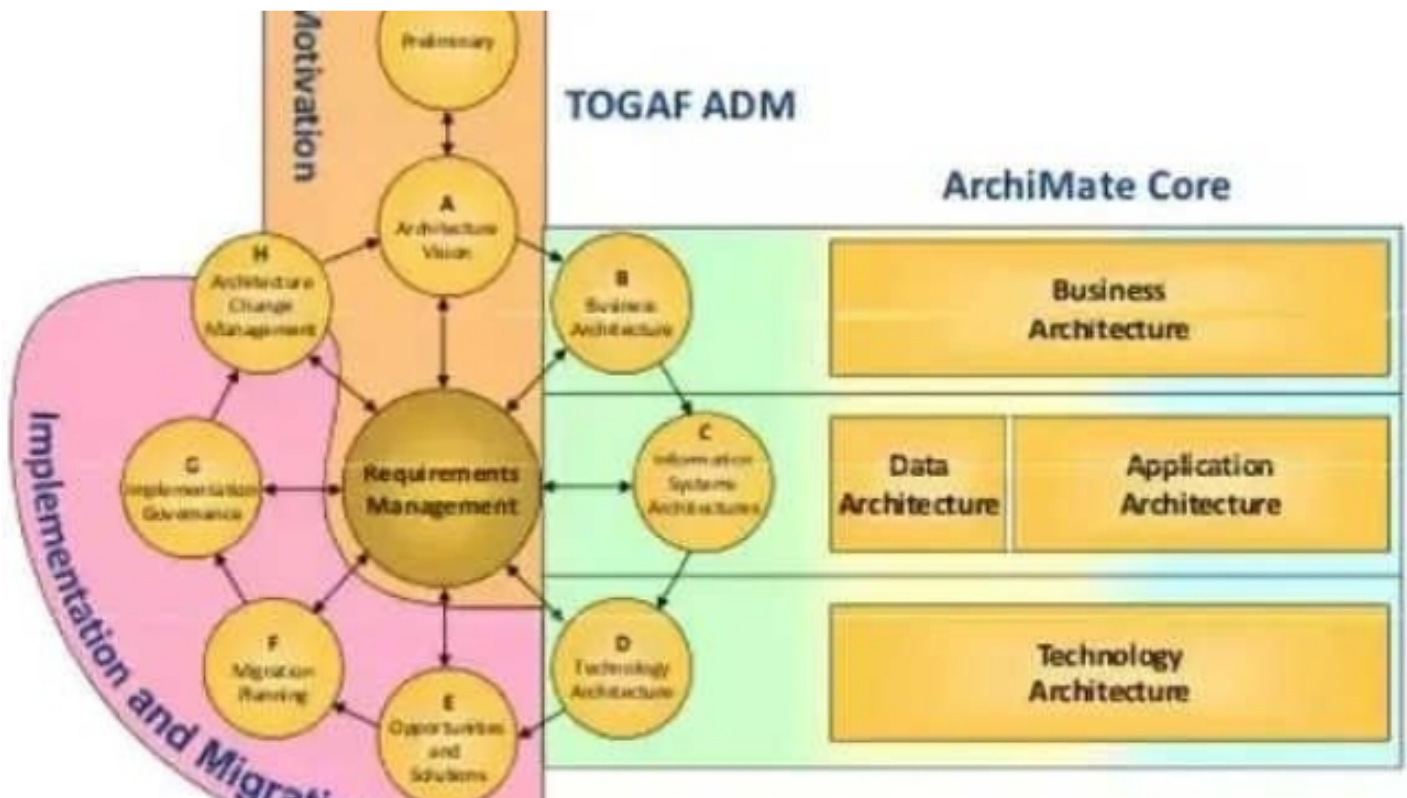 Motivation
Preliminary
TOGAF ADM
A
Architecture
Vision
ArchiMate Core
H
Architecture
Change
Management
B
Business
Architecture
Business
Architecture
Implementation and Migrati
G
Implementation
Governance
Requirements
Management
C
Information
Systems
Architectures
Data
Architecture
Application
Architecture
F
Migration
Planning
E
Opportunities
and
Solutions
D
Technology
Architecture
Technology
Architecture